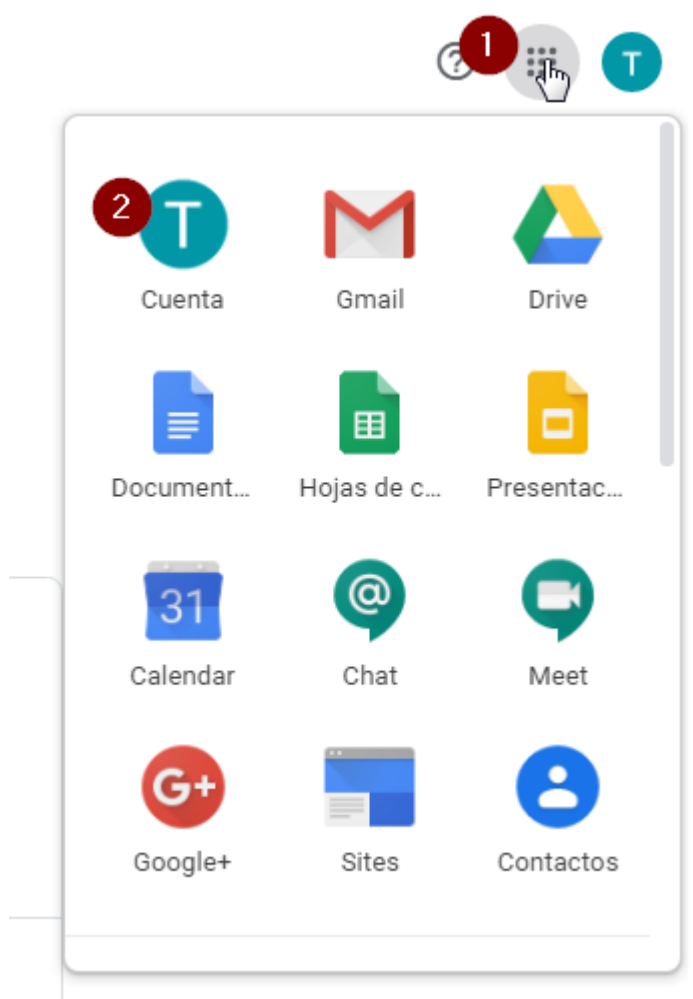 ? 1 T
2 T
Cuenta Gmail Drive
Document... Hojas de c... Presentac...
31 @
Calendar Chat Meet
G+
Google+ Sites Contactos